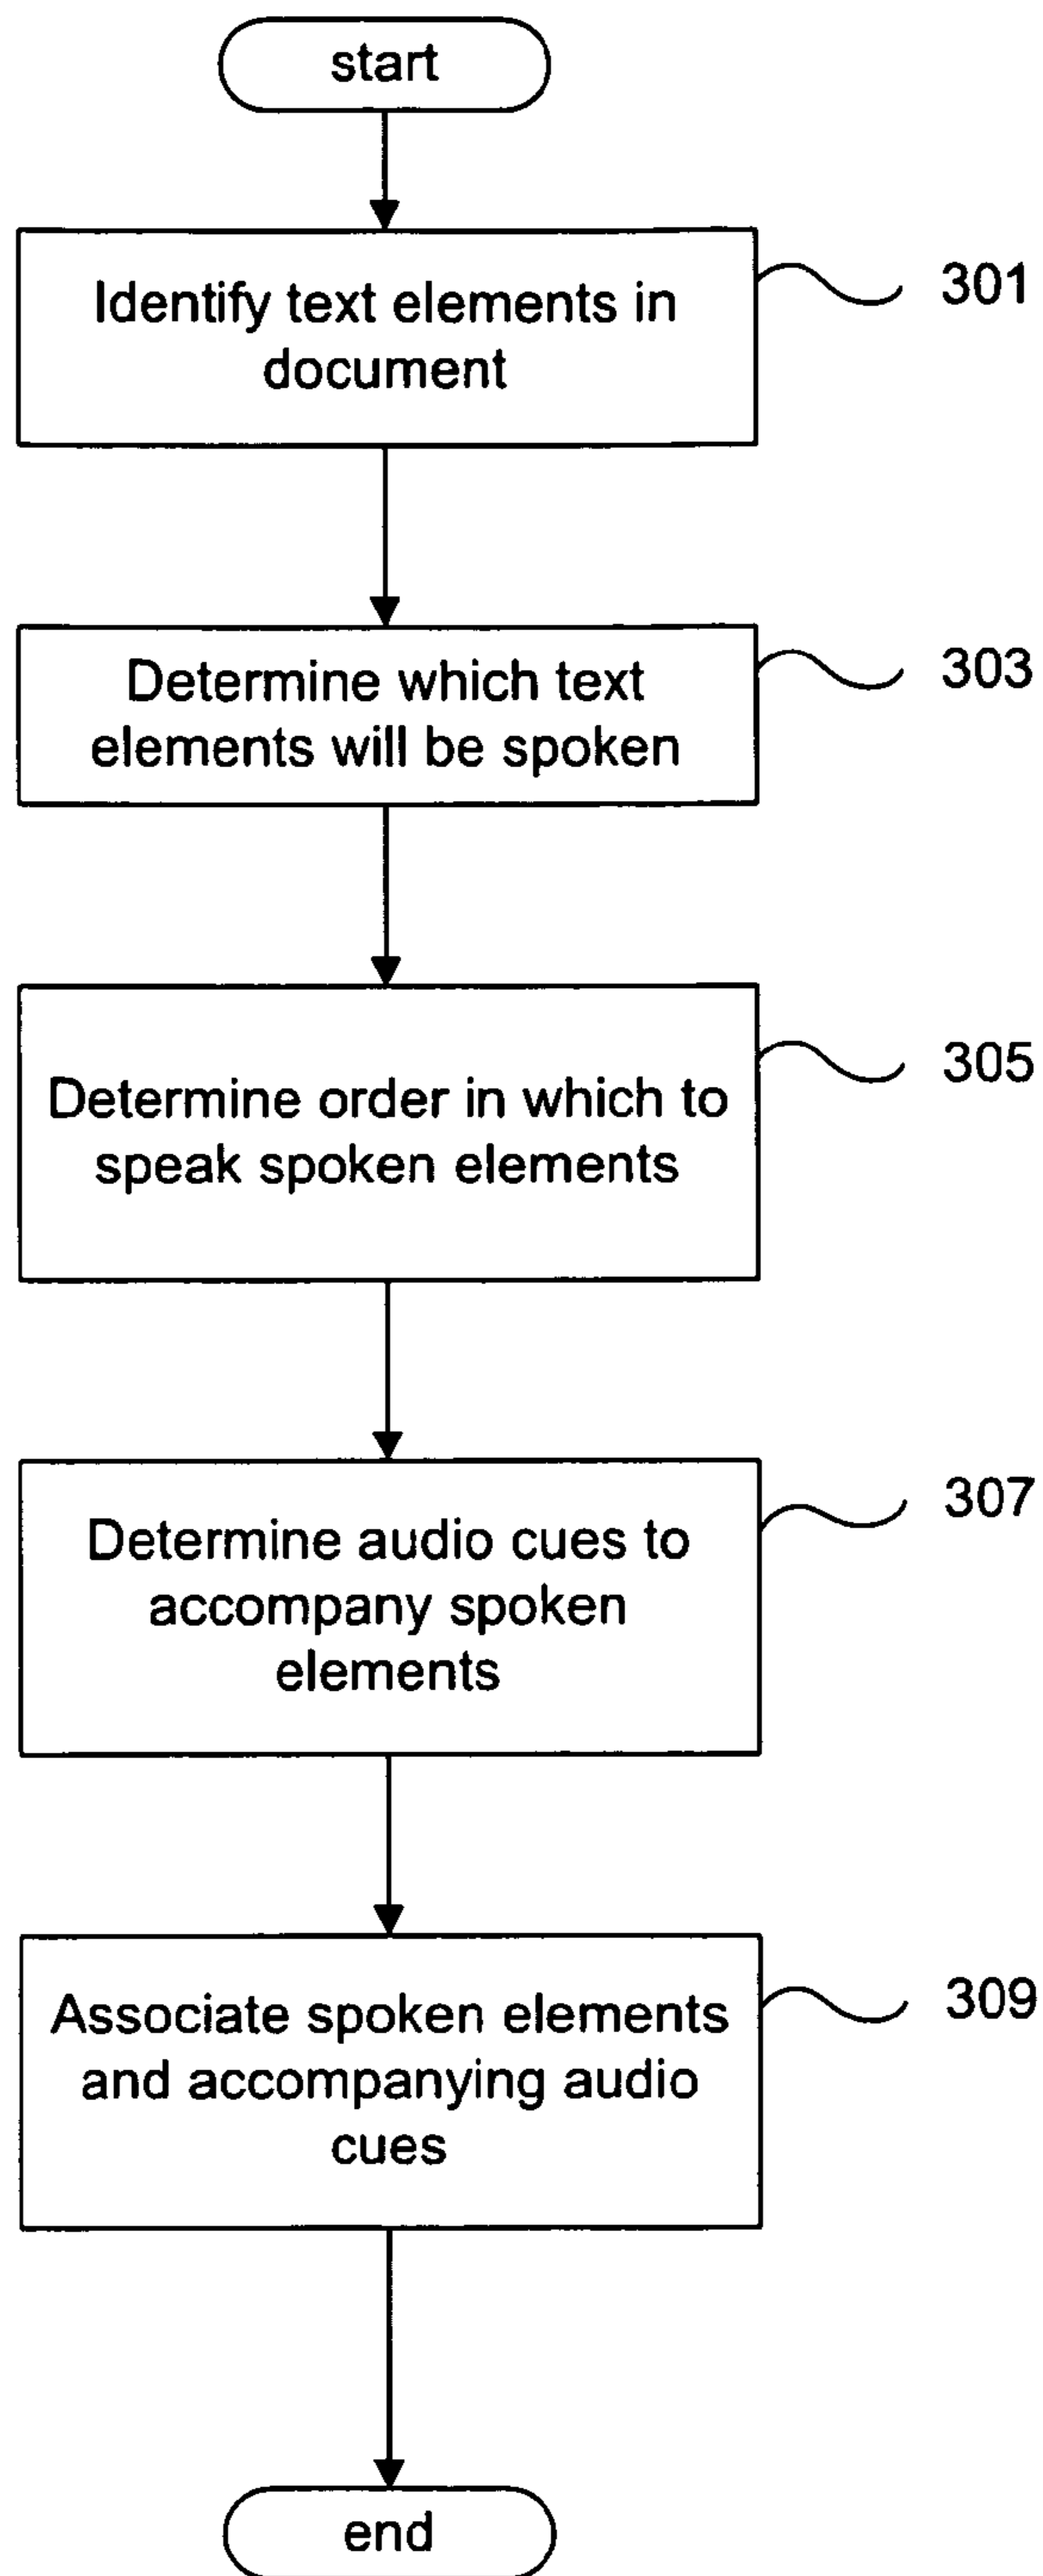 start
Identify text elements in
document
301
Determine which text
elements will be spoken
303
Determine order in which to
speak spoken elements
305
Determine audio cues to
accompany spoken
elements
307
Associate spoken elements
and accompanying audio
cues
309
end